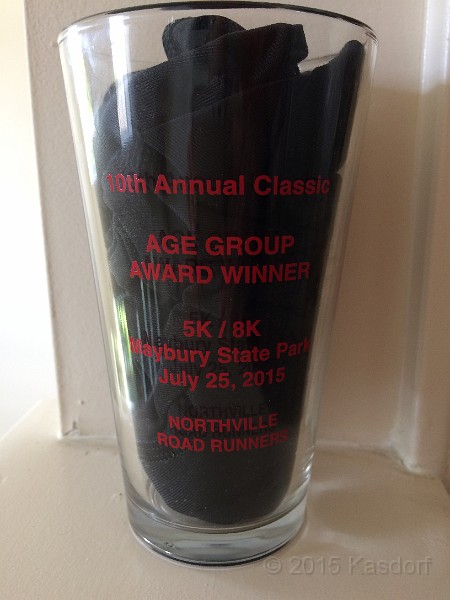 10th Annual Classic
AGE GROUP
AWARD WINNER
5K / 8K
Maybury State Park
July 25, 2015
NORTHVILLE
ROAD RUNNERS
© 2015 Kasdorf